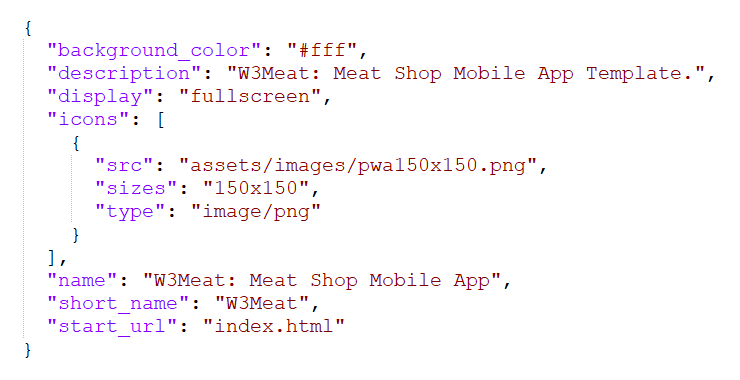 {
"background_color": "#fff",
"description": "W3Meat: Meat Shop Mobile App Template.",
"display": "fullscreen",
"icons": [
{
"src": "assets/images/pwa150x150.png",
"sizes": "150x150",
"type": "image/png"
}
],
"name": "W3Meat: Meat Shop Mobile App",
"short_name": "W3Meat",
"start_url": "index.html"
}